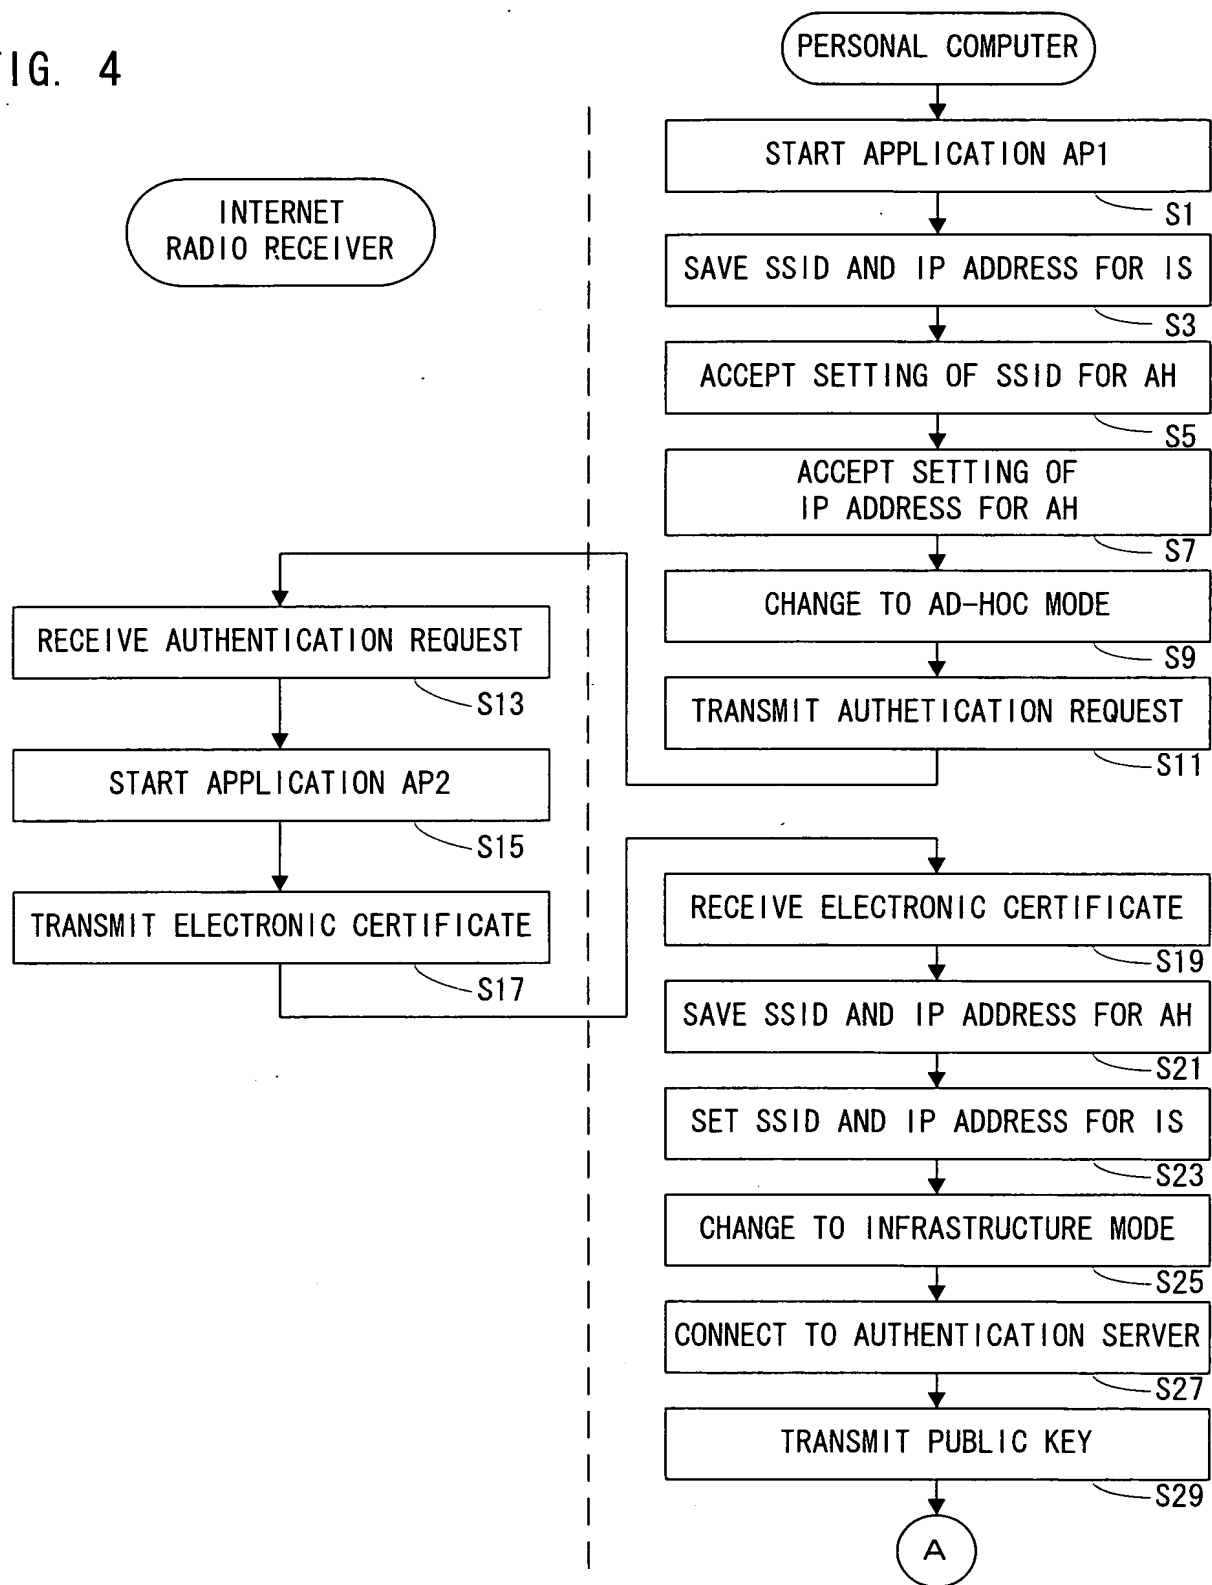 FIG. 4
PERSONAL COMPUTER
START APPLICATION AP1
S1
INTERNET
RADIO RECEIVER
SAVE SSID AND IP ADDRESS FOR IS
S3
ACCEPT SETTING OF SSID FOR AH
S5
ACCEPT SETTING OF
IP ADDRESS FOR AH
S7
CHANGE TO AD-HOC MODE
S9
TRANSMIT AUTHETICATION REQUEST
S11
RECEIVE AUTHENTICATION REQUEST
S13
START APPLICATION AP2
S15
TRANSMIT ELECTRONIC CERTIFICATE
S17
RECEIVE ELECTRONIC CERTIFICATE
S19
SAVE SSID AND IP ADDRESS FOR AH
S21
SET SSID AND IP ADDRESS FOR IS
S23
CHANGE TO INFRASTRUCTURE MODE
S25
CONNECT TO AUTHENTICATION SERVER
S27
TRANSMIT PUBLIC KEY
S29
A